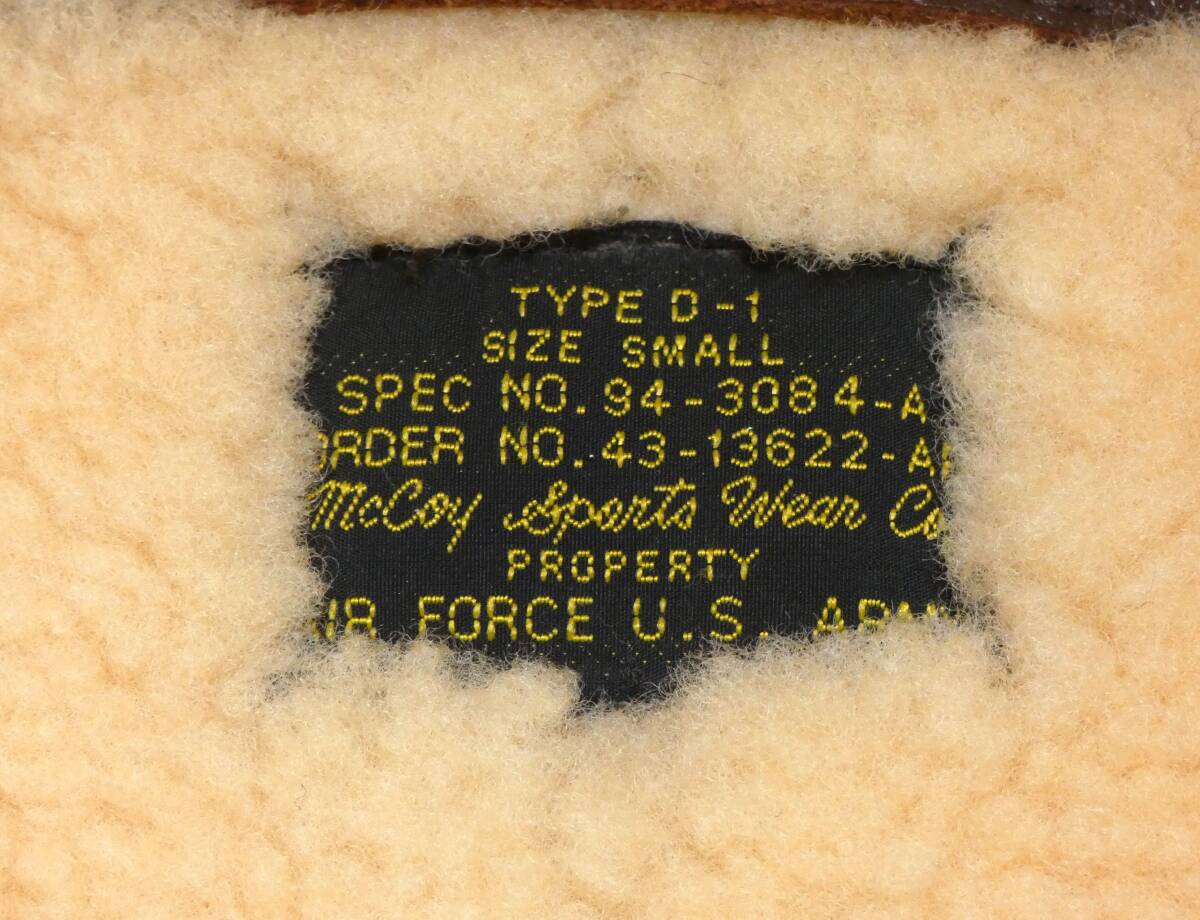 TYPE D-1
SIZE SMALL
SPEC NO. 94-3084-A
ORDER NO. 43-13622-A
McCoy Sports Wear Co
PROPERTY
AIR FORCE U.S. ARMY